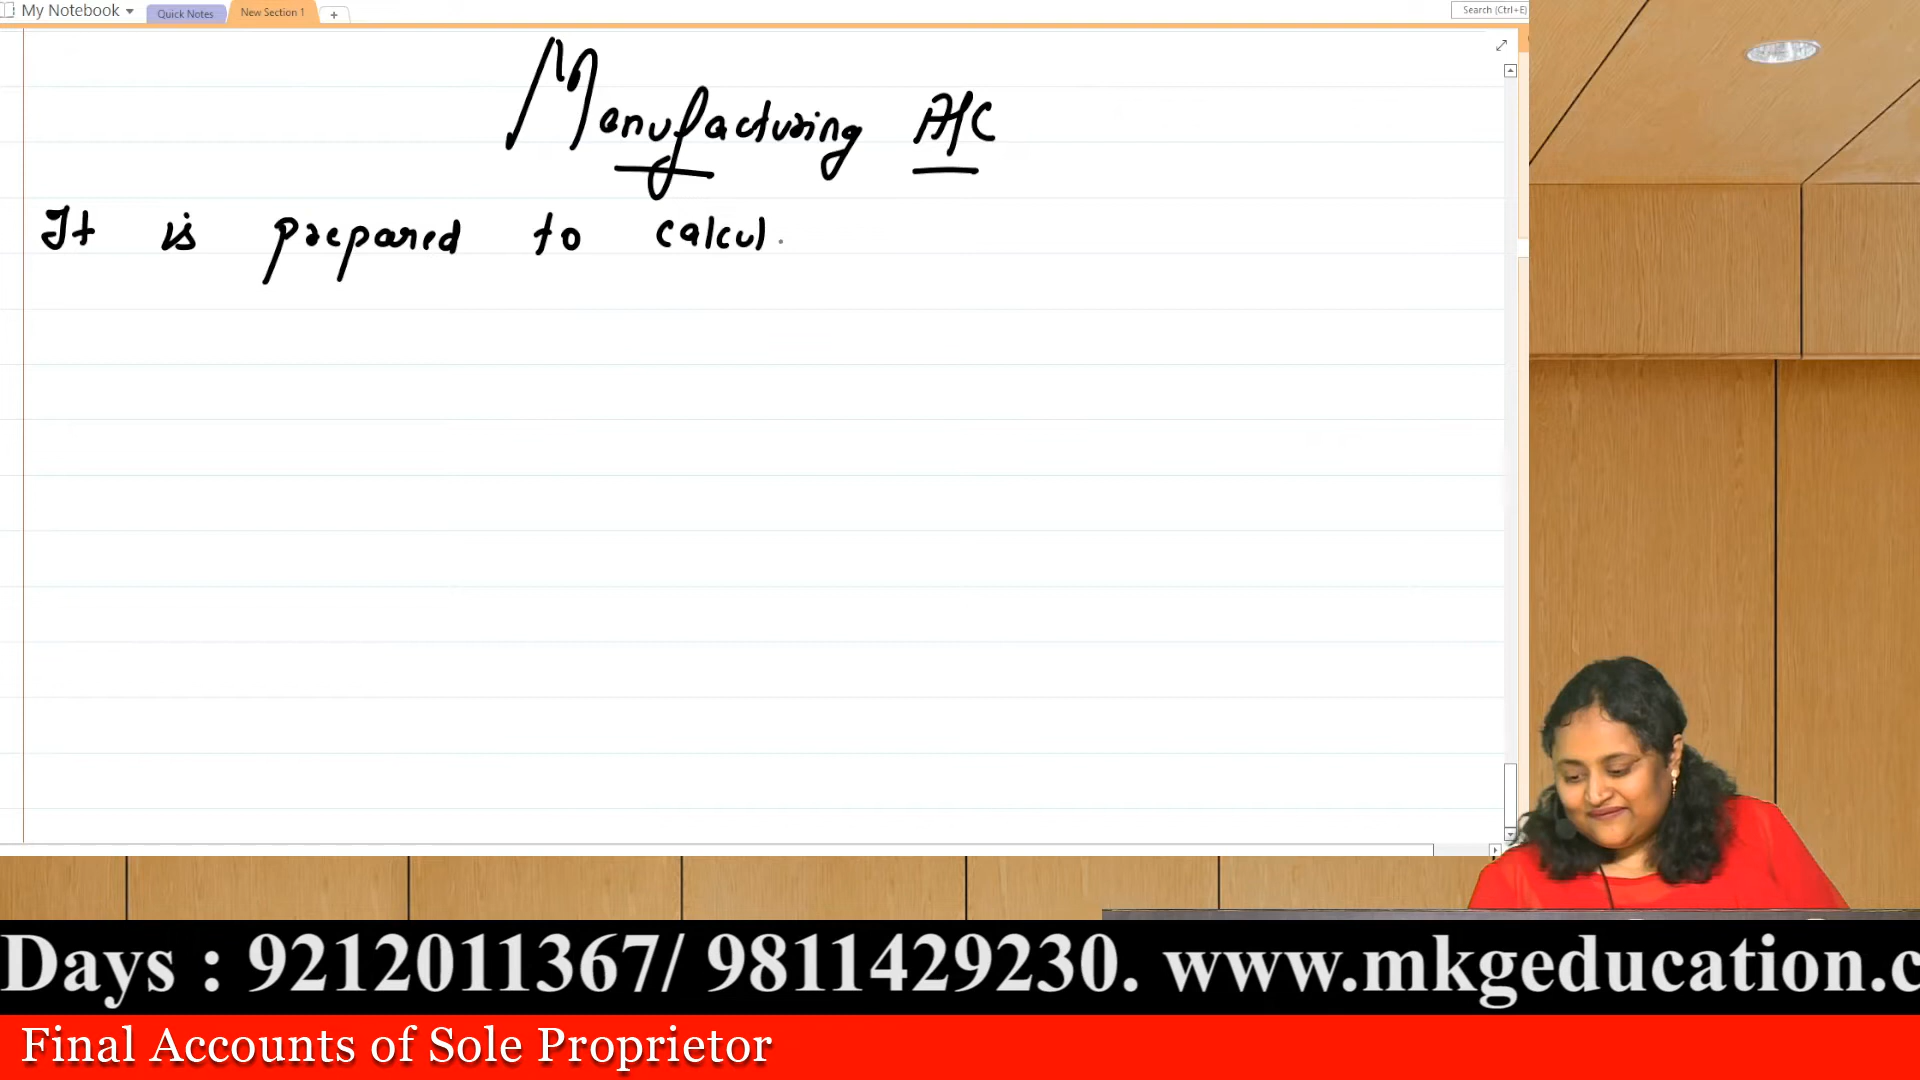 My Notebook
Quick Notes
New Section 1
Search (Ctrl+E)
Manufacturing A/C
It is prepared to calcul
Days : 9212011367/ 9811429230. www.mkgeducation.c
Final Accounts of Sole Proprietor